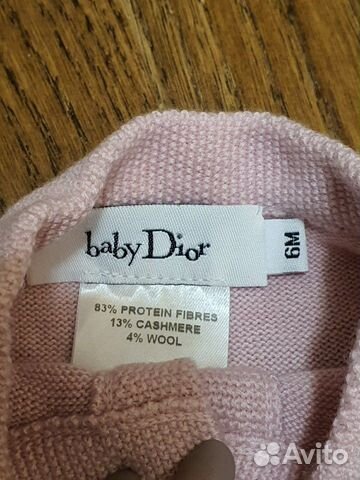 baby Dior
6M
83% PROTEIN FIBRES
13% CASHMERE
4% WOOL
Avito